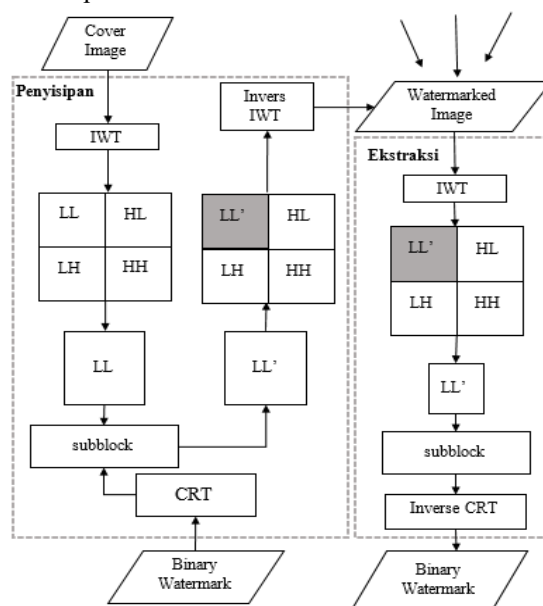 Cover
Image
Penyisipan
IWT
LL
HL
LH
HH
LL
subblock
CRT
Binary
Watermark
LL'
LL'
HL
LH
HH
Invers
IWT
Watermarked
Image
Ekstraksi
IWT
LL'
HL
LH
HH
LL'
subblock
Inverse CRT
Binary
Watermark